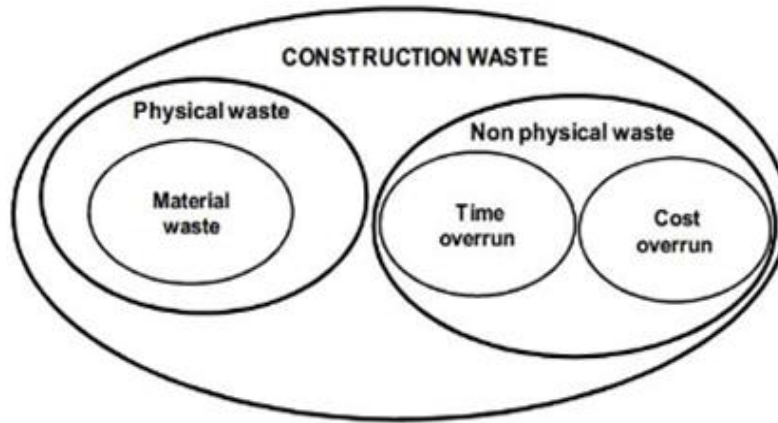 CONSTRUCTION WASTE
Physical waste
Material
waste
Non physical waste
Time
overrun
Cost
overrun